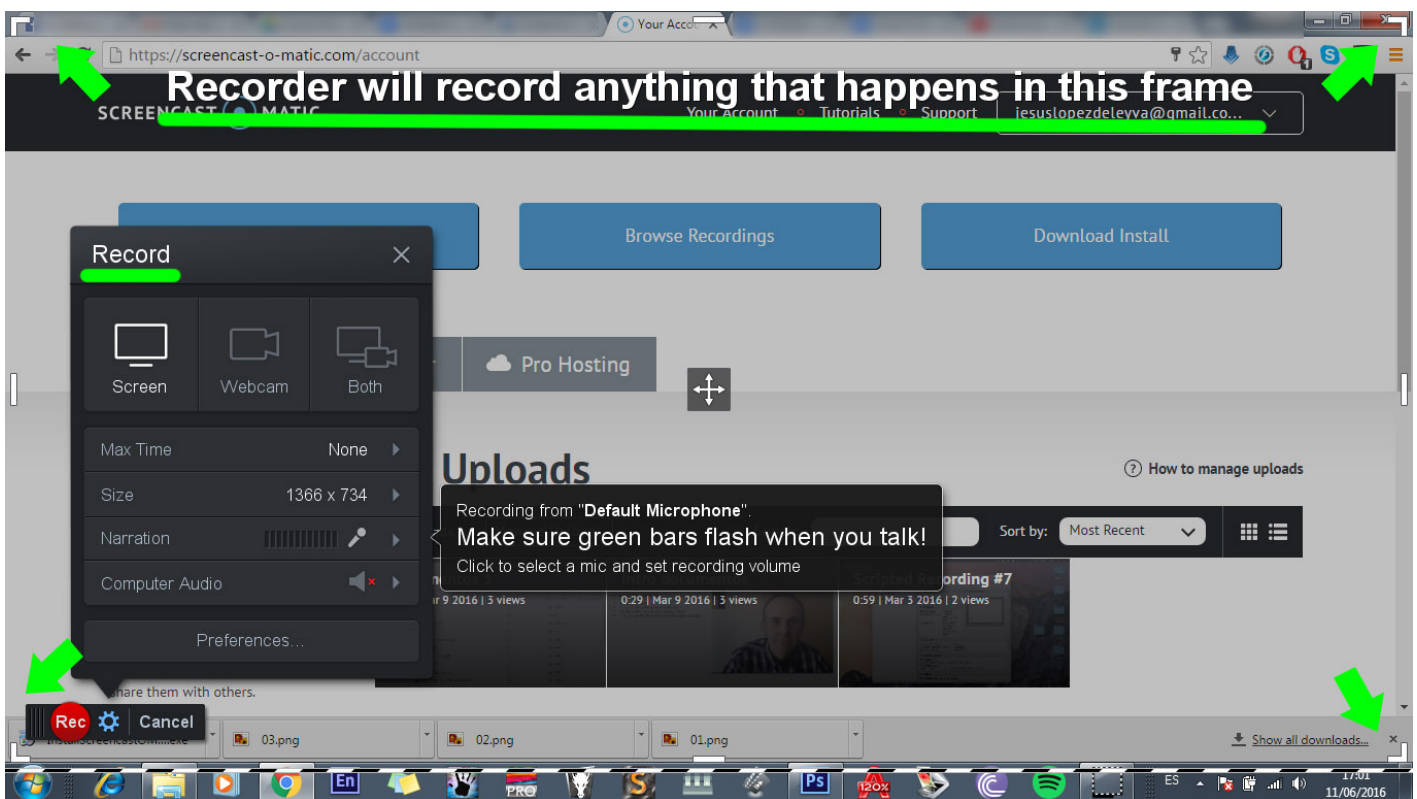 Your Acco
https://screencast-o-matic.com/account
Recorder will record anything that happens in this frame
SCREENCAST MATIC
Your Account
Tutorials
Support
jesuslopezdeleyva@gmail.co...
Browse Recordings
Download Install
Record
Screen
Webcam
Both
Pro Hosting
Max Time
None
Size
1366 x 734
Narration
Computer Audio
Preferences...
Uploads
How to manage uploads
Recording from "Default Microphone".
Make sure green bars flash when you talk!
Click to select a mic and set recording volume
Sort by:
Most Recent
Scripted Recording #7
9 2016 | 3 views
0:29 | Mar 9 2016 | 3 views
0:59 | Mar 3 2016 | 2 views
share them with others.
Rec
Cancel
03.png
02.png
01.png
Show all downloads...
En
PRO
Ps
120%
ES
17:01
11/06/2016